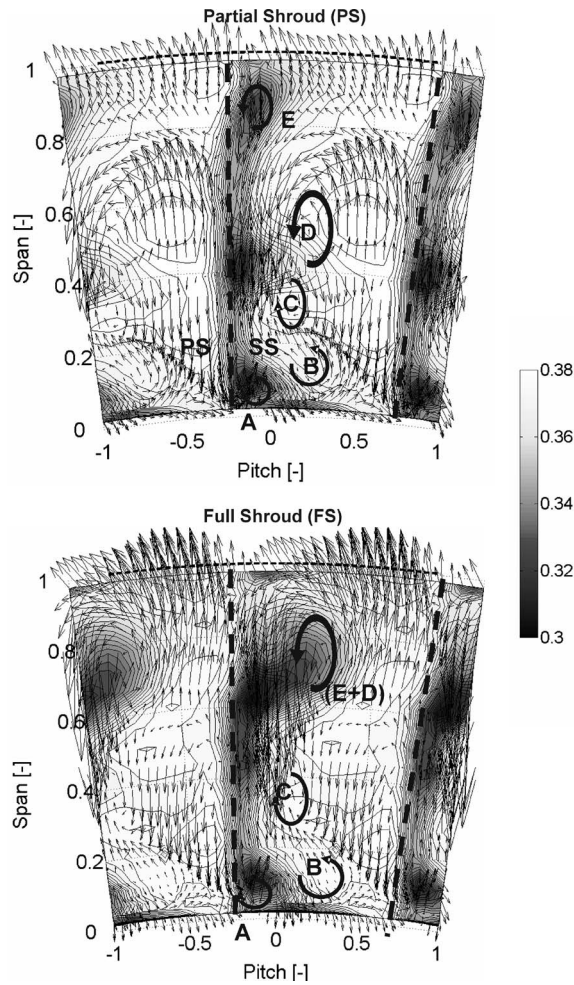 Partial Shroud (PS)
1
0.8
0.6
0.4
0.2
0
Span [-]
E
D
C
PS SS
B
A
-1 -0.5 0 0.5 1
Pitch [-]
0.38
0.36
0.34
0.32
0.3
Full Shroud (FS)
1
0.8
0.6
0.4
0.2
0
Span [-]
(E+D)
C
B
A
-1 -0.5 0 0.5 1
Pitch [-]